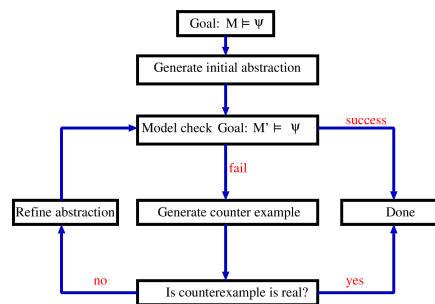 Goal: M ⊨ Ψ
Generate initial abstraction
Model check Goal: M' ⊨ Ψ
success
fail
Refine abstraction
Generate counter example
Done
no
Is counterexample is real?
yes